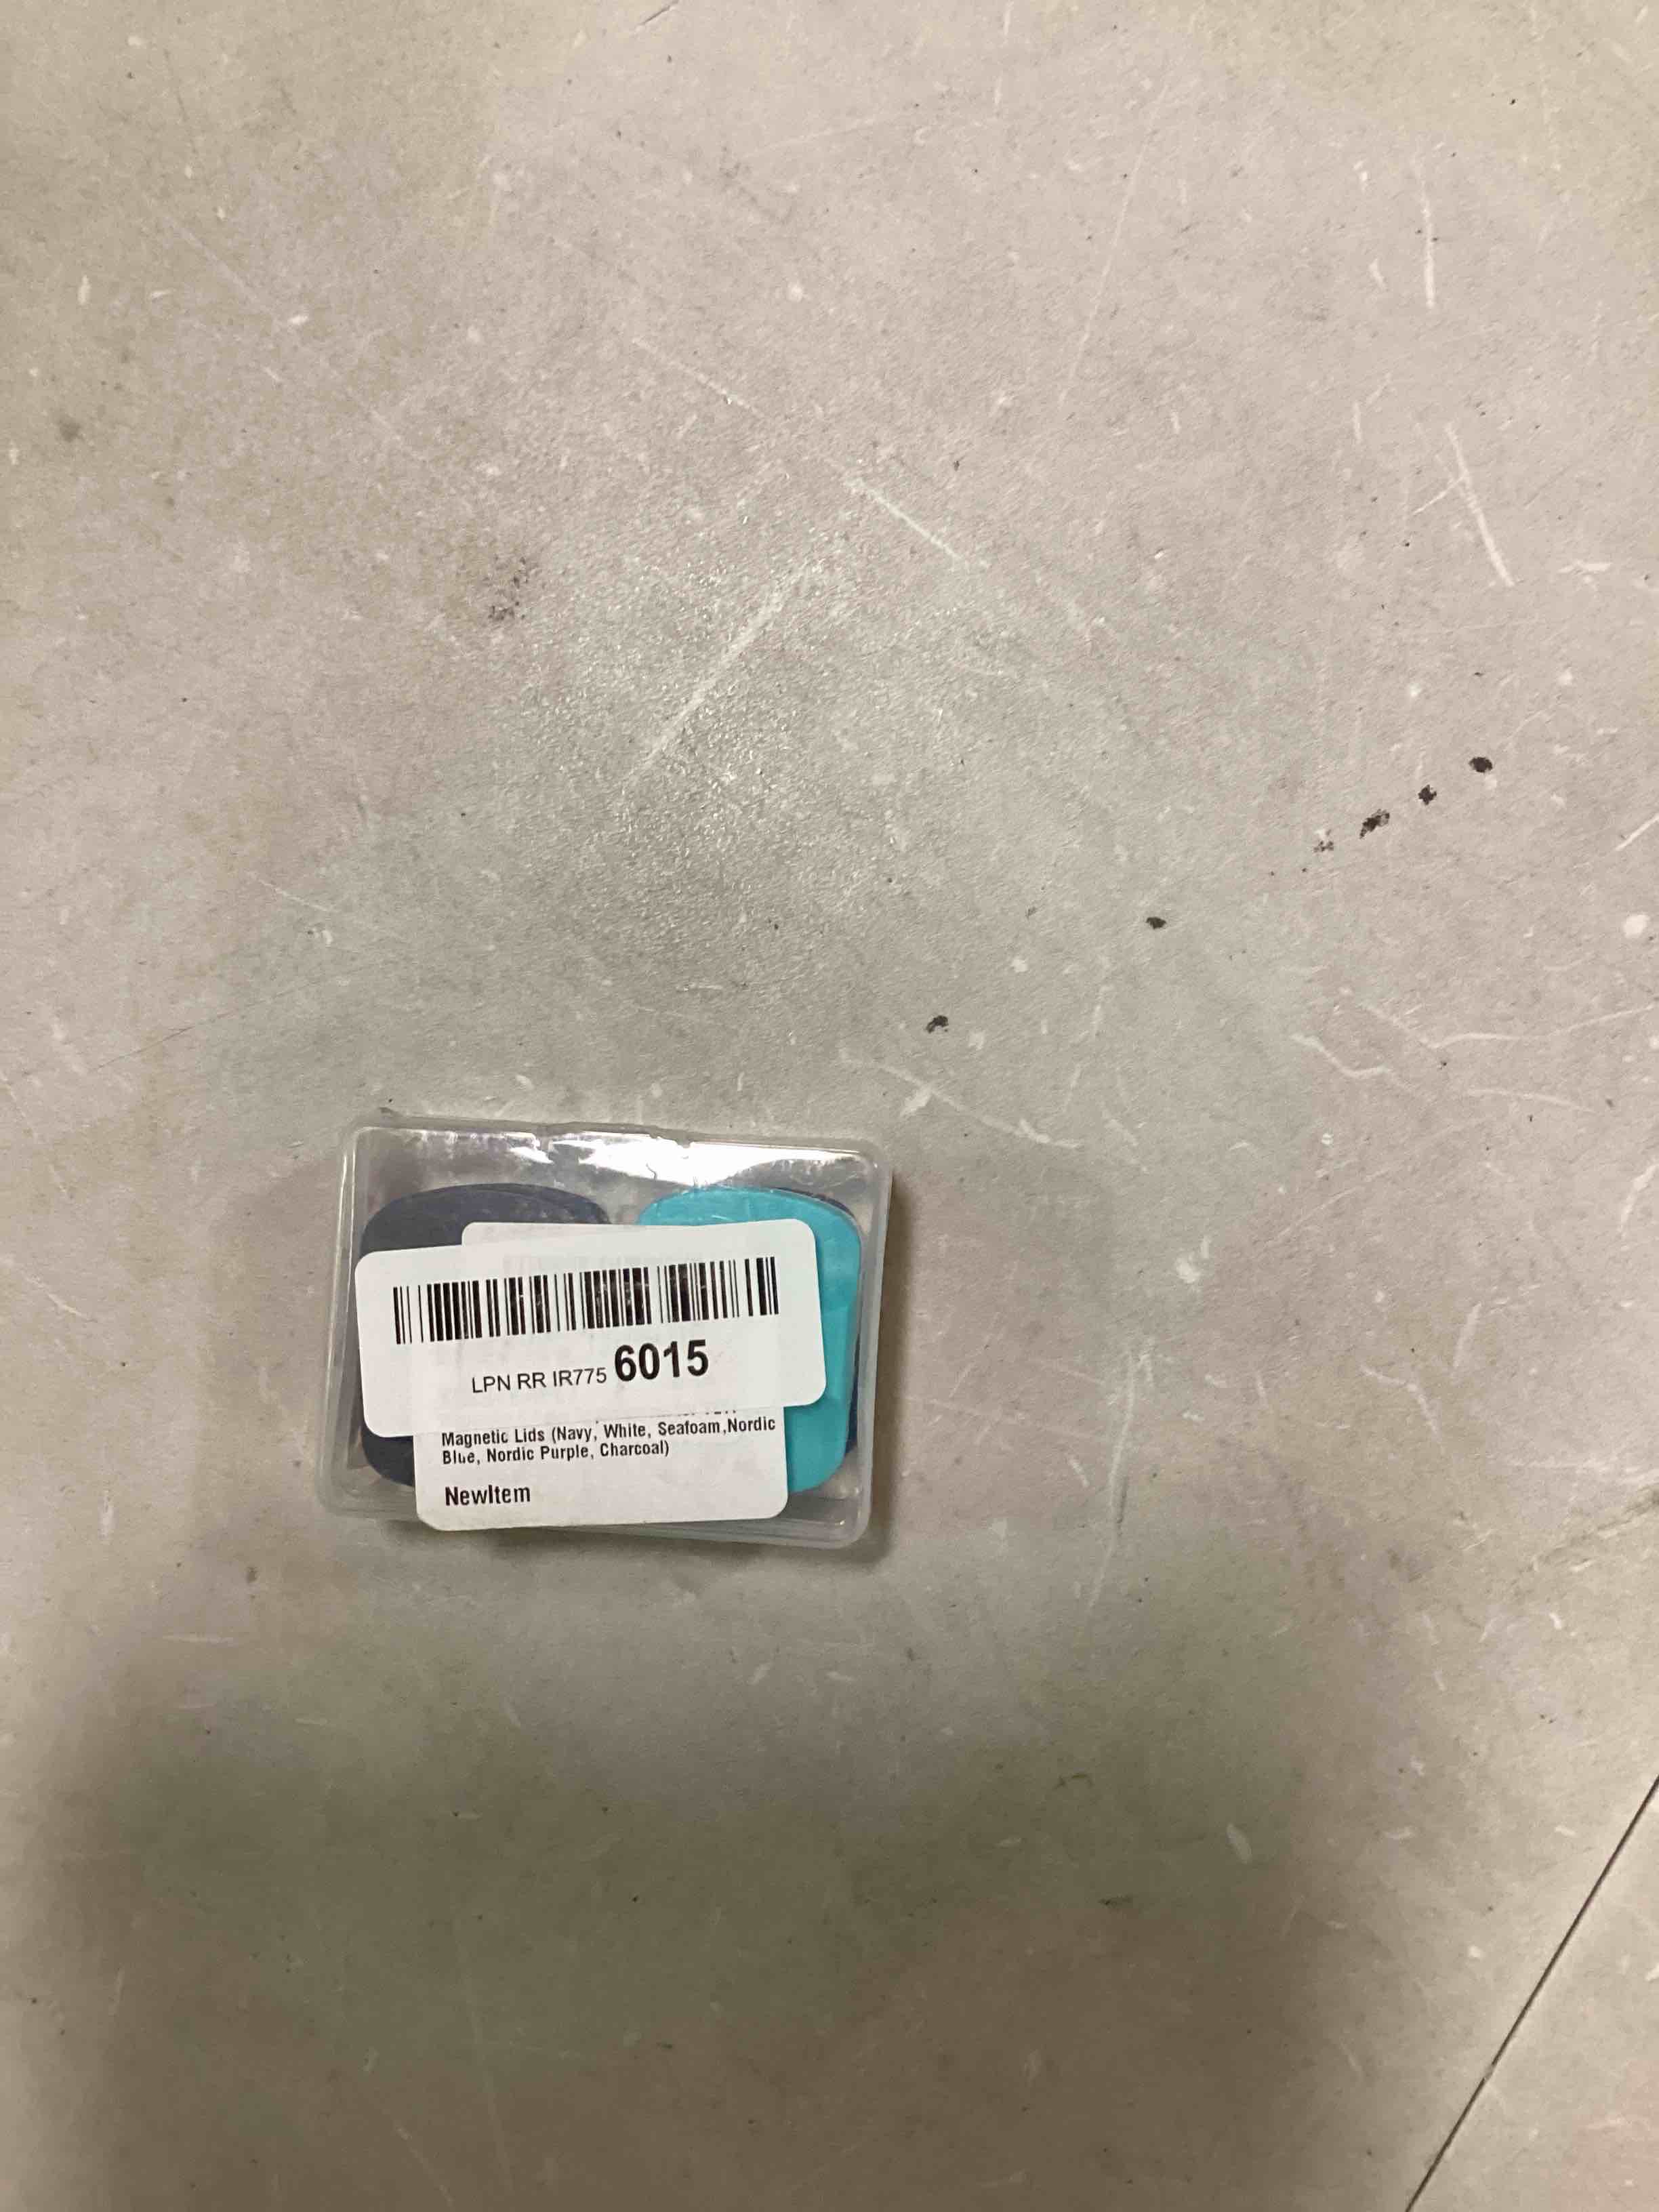 LPN RR IR775 6015
Magnetic Lids (Navy, White, Seafoam,Nordic
Blue, Nordic Purple, Charcoal)
NewItem